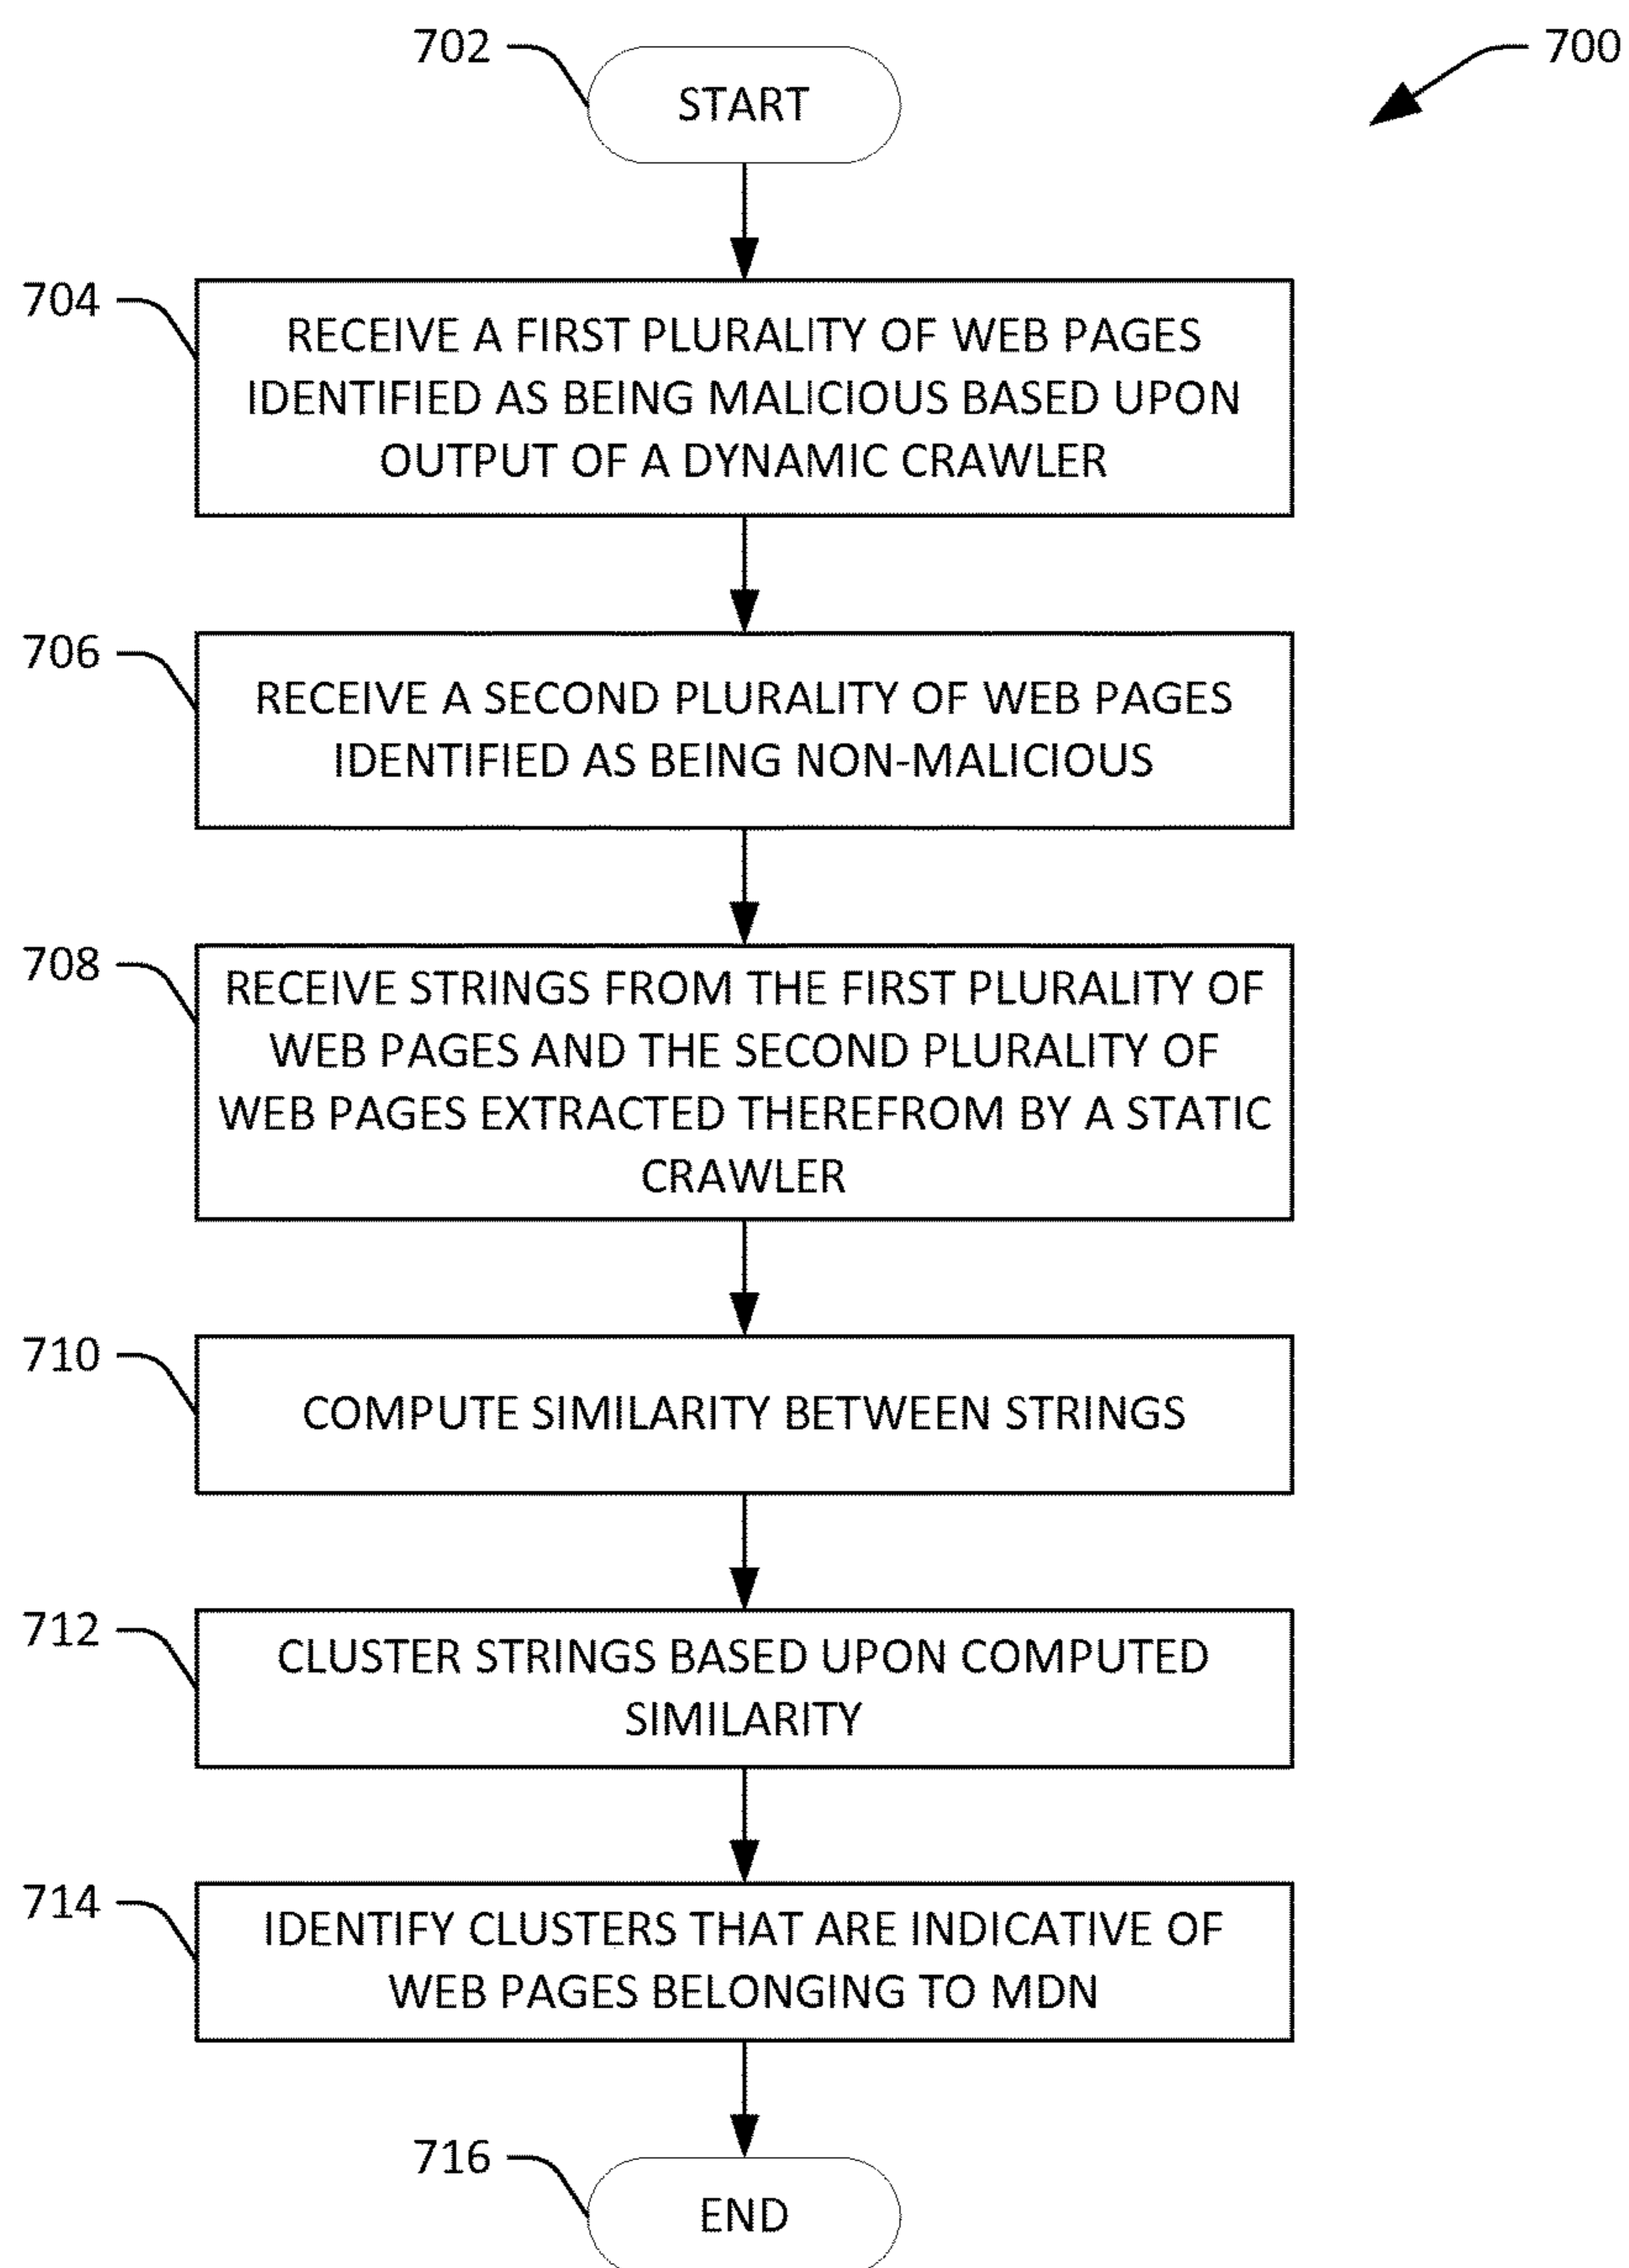 702
START
700
704
RECEIVE A FIRST PLURALITY OF WEB PAGES
IDENTIFIED AS BEING MALICIOUS BASED UPON
OUTPUT OF A DYNAMIC CRAWLER
706
RECEIVE A SECOND PLURALITY OF WEB PAGES
IDENTIFIED AS BEING NON-MALICIOUS
708
RECEIVE STRINGS FROM THE FIRST PLURALITY OF
WEB PAGES AND THE SECOND PLURALITY OF
WEB PAGES EXTRACTED THEREFROM BY A STATIC
CRAWLER
710
COMPUTE SIMILARITY BETWEEN STRINGS
712
CLUSTER STRINGS BASED UPON COMPUTED
SIMILARITY
714
IDENTIFY CLUSTERS THAT ARE INDICATIVE OF
WEB PAGES BELONGING TO MDN
716
END